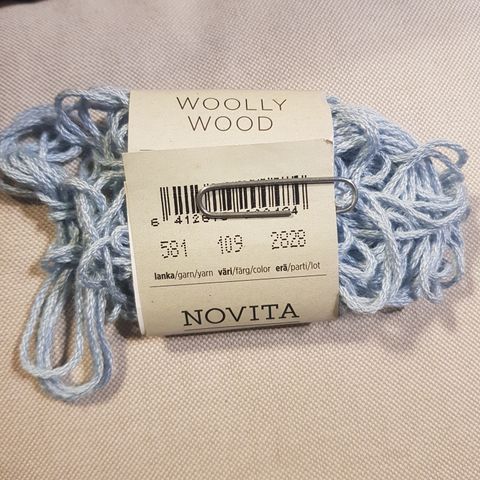 WOOLLY
WOOD
581 109 2828
lanka/garn/yarn väri/färg/color erä/parti/lot
NOVITA